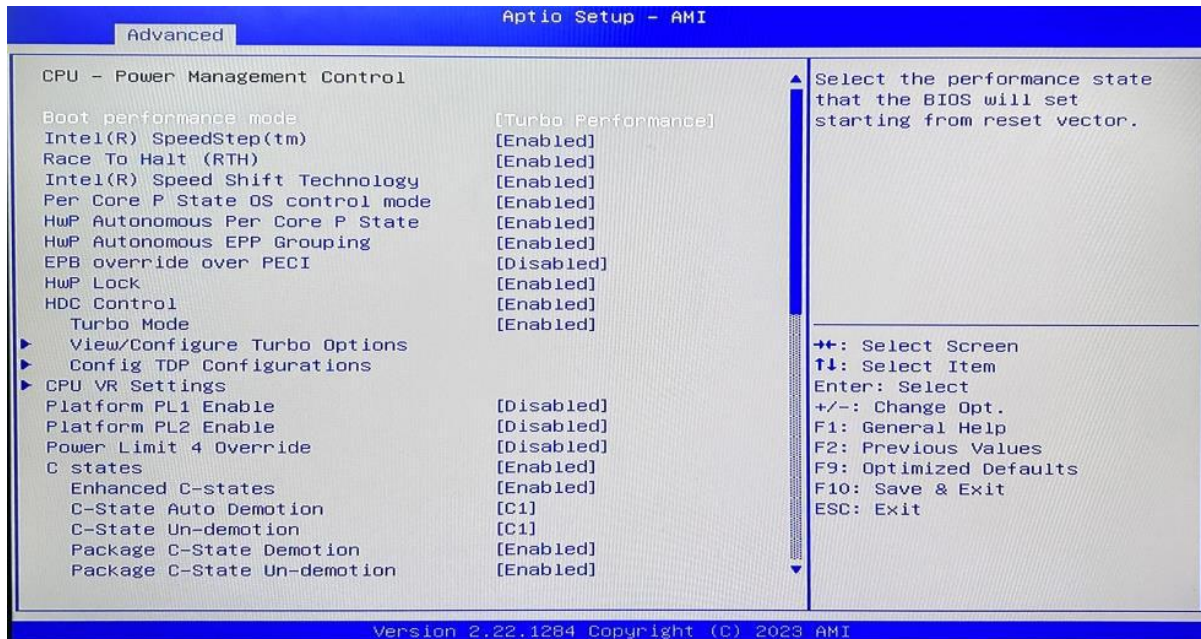 Aptio Setup – AMI
Advanced
CPU – Power Management Control
Boot performance mode [Turbo Performance]
Intel(R) SpeedStep(tm) [Enabled]
Race To Halt (RTH) [Enabled]
Intel(R) Speed Shift Technology [Enabled]
Per Core P State OS control mode [Enabled]
HwP Autonomous Per Core P State [Enabled]
HwP Autonomous EPP Grouping [Enabled]
EPB override over PECI [Disabled]
HwP Lock [Enabled]
HDC Control [Enabled]
Turbo Mode [Enabled]
View/Configure Turbo Options
Config TDP Configurations
CPU VR Settings
Platform PL1 Enable [Disabled]
Platform PL2 Enable [Disabled]
Power Limit 4 Override [Disabled]
C states [Enabled]
Enhanced C-states [Enabled]
C-State Auto Demotion [C1]
C-State Un-demotion [C1]
Package C-State Demotion [Enabled]
Package C-State Un-demotion [Enabled]
Select the performance state
that the BIOS will set
starting from reset vector.
→←: Select Screen
↑↓: Select Item
Enter: Select
+/-: Change Opt.
F1: General Help
F2: Previous Values
F9: Optimized Defaults
F10: Save & Exit
ESC: Exit
Version 2.22.1284 Copyright (C) 2023 AMI